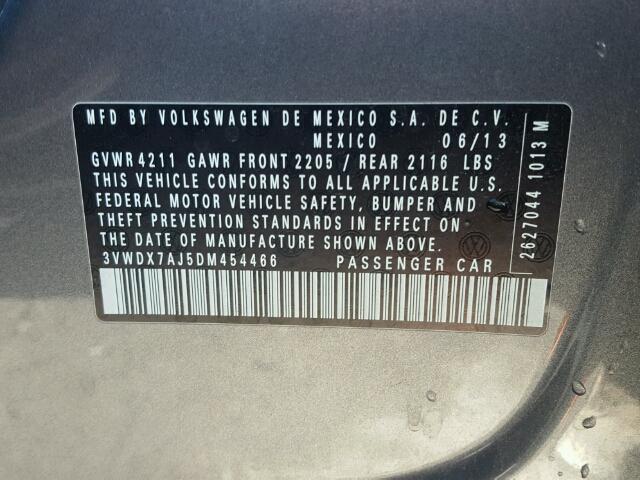 MFD BY VOLKSWAGEN DE MEXICO S.A. DE C.V.
MEXICO 06/13
GVWR 4211 GAWR FRONT 2205 / REAR 2116 LBS
THIS VEHICLE CONFORMS TO ALL APPLICABLE U.S.
FEDERAL MOTOR VEHICLE SAFETY, BUMPER AND
THEFT PREVENTION STANDARDS IN EFFECT ON
THE DATE OF MANUFACTURE SHOWN ABOVE.
3VWDX7AJ5DM454466 PASSENGER CAR
2627044 1013 M